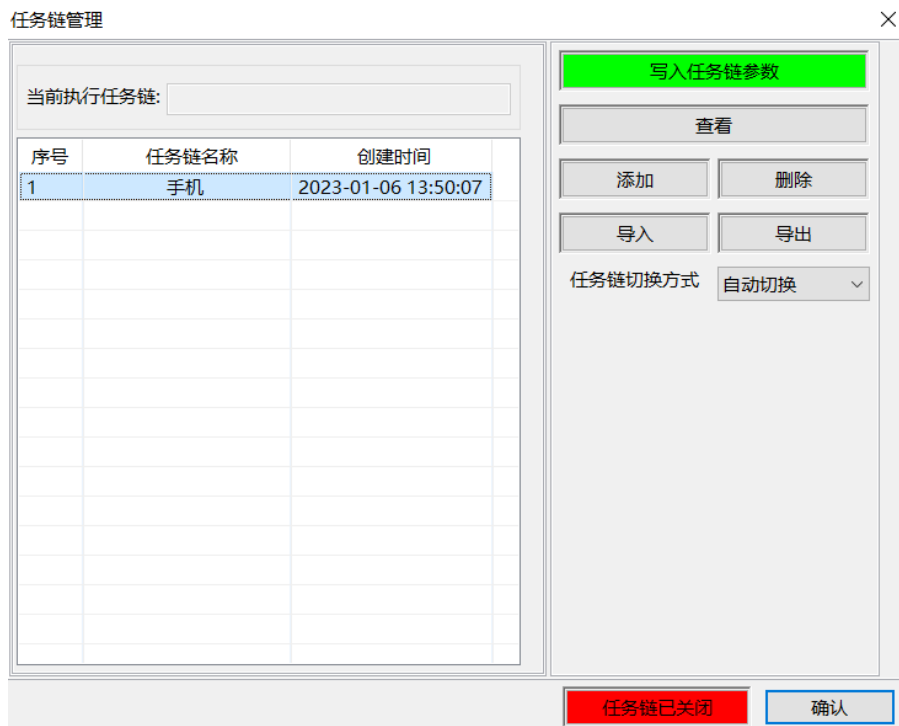 任务链管理
当前执行任务链:
序号 任务链名称 创建时间
1 手机 2023-01-06 13:50:07
写入任务链参数
查看
添加 删除
导入 导出
任务链切换方式 自动切换
任务链已关闭 确认